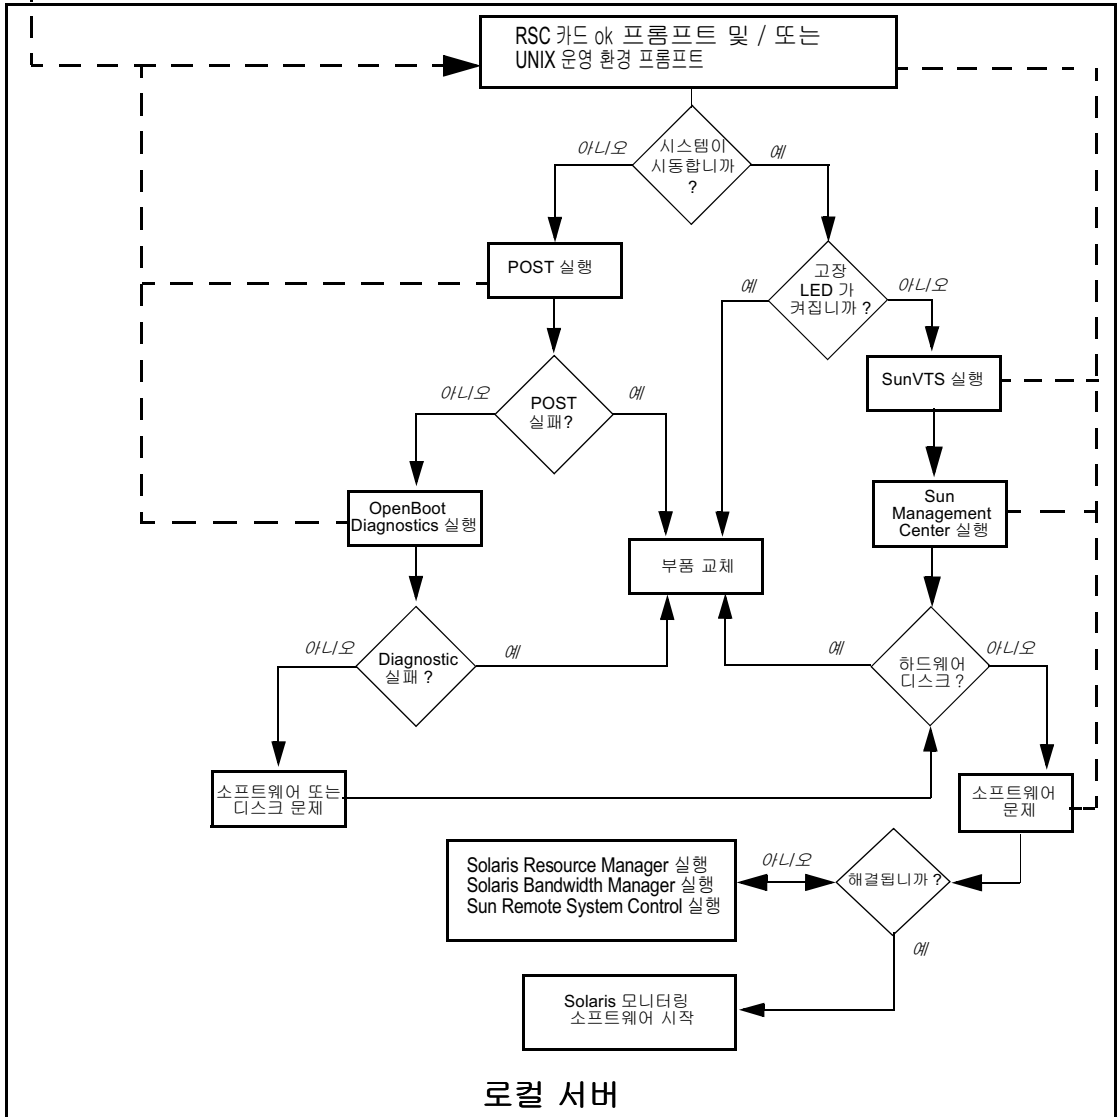 RSC 카드 ok 프롬프트 및 / 또는
UNIX 운영 환경 프롬프트
아니오
시스템이
시동합니까
?
예
POST 실행
예
고장
LED 가
켜집니까 ?
아니오
SunVTS 실행
아니오
POST
실패?
예
OpenBoot
Diagnostics 실행
Sun
Management
Center 실행
부품 교체
아니오
Diagnostic
실패 ?
예
예
하드웨어
디스크 ?
아니오
소프트웨어 또는
디스크 문제
소프트웨어
문제
Solaris Resource Manager 실행
Solaris Bandwidth Manager 실행
Sun Remote System Control 실행
아니오
해결됩니까 ?
예
Solaris 모니터링
소프트웨어 시작
로컬 서버